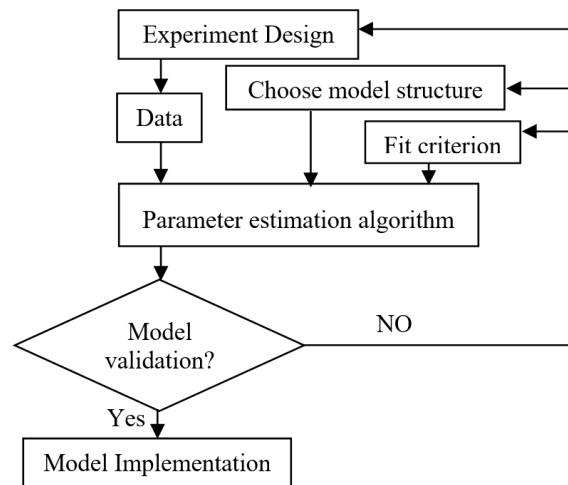 Experiment Design
Choose model structure
Data
Fit criterion
Parameter estimation algorithm
Model
validation?
NO
Yes
Model Implementation